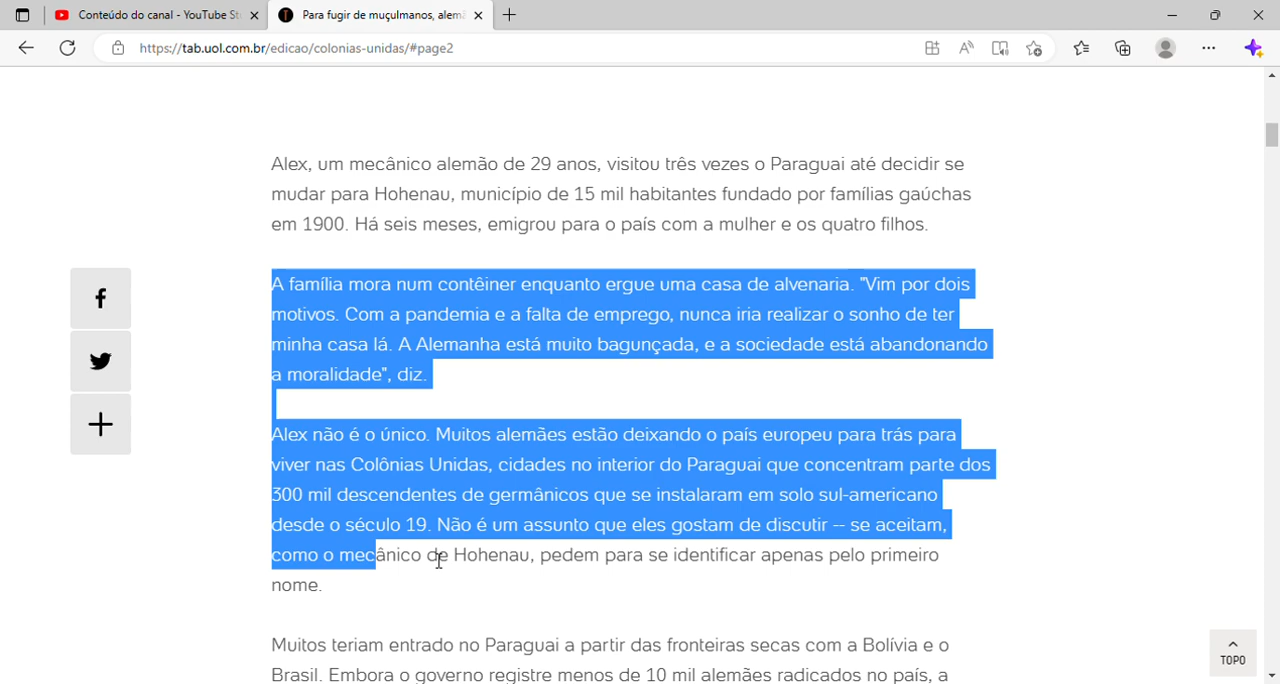 Conteúdo do canal - YouTube St
Para fugir de muçulmanos, alemã
https://tab.uol.com.br/edicao/colonias-unidas/#page2
Alex, um mecânico alemão de 29 anos, visitou três vezes o Paraguai até decidir se
mudar para Hohenau, município de 15 mil habitantes fundado por famílias gaúchas
em 1900. Há seis meses, emigrou para o país com a mulher e os quatro filhos.
A família mora num contêiner enquanto ergue uma casa de alvenaria. "Vim por dois
motivos. Com a pandemia e a falta de emprego, nunca iria realizar o sonho de ter
minha casa lá. A Alemanha está muito bagunçada, e a sociedade está abandonando
a moralidade", diz.
Alex não é o único. Muitos alemães estão deixando o país europeu para trás para
viver nas Colônias Unidas, cidades no interior do Paraguai que concentram parte dos
300 mil descendentes de germânicos que se instalaram em solo sul-americano
desde o século 19. Não é um assunto que eles gostam de discutir -- se aceitam,
como o mecânico de Hohenau, pedem para se identificar apenas pelo primeiro
nome.
Muitos teriam entrado no Paraguai a partir das fronteiras secas com a Bolívia e o
Brasil. Embora o governo registre menos de 10 mil alemães radicados no país, a
TOPO